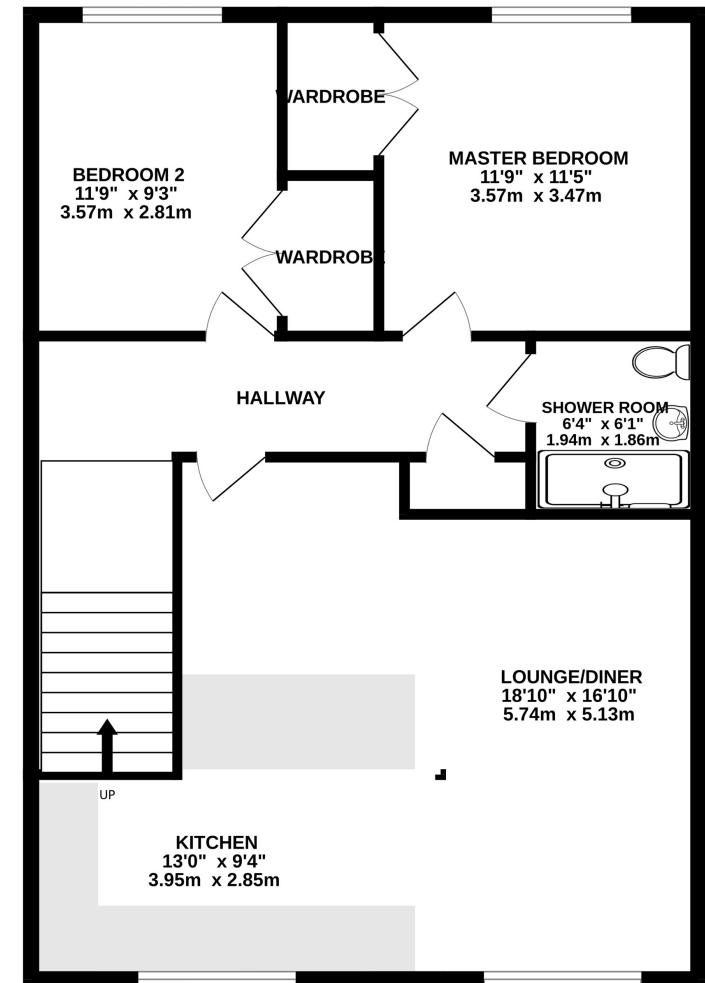 WARDROBE
MASTER BEDROOM
11'9" x 11'5"
3.57m x 3.47m
BEDROOM 2
11'9" x 9'3"
3.57m x 2.81m
WARDROBE
HALLWAY
SHOWER ROOM
6'4" x 6'1"
1.94m x 1.86m
LOUNGE/DINER
18'10" x 16'10"
5.74m x 5.13m
UP
KITCHEN
13'0" x 9'4"
3.95m x 2.85m